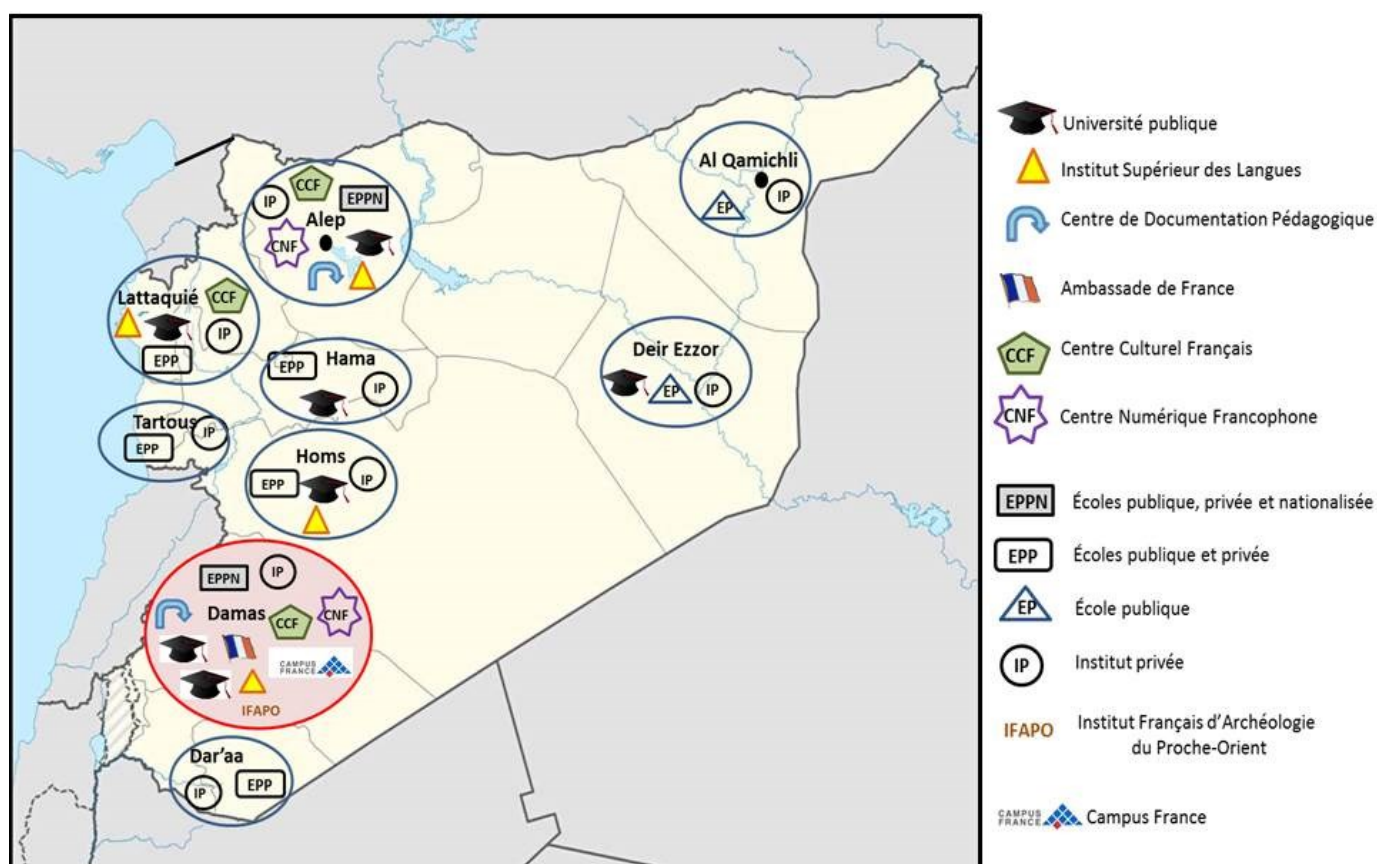 Al Qamichli
EP
IP
CCF
IP
EPPN
Alep
CNF
Lattaquié
CCF
IP
EPP
Hama
EPP
IP
Deir Ezzor
EP
IP
Tartous
IP
EPP
Homs
EPP
IP
EPPN
IP
Damas
CCF
CNF
CAMPUS
FRANCE
IFAPO
Dar’aa
IP
EPP
Université publique
Institut Supérieur des Langues
Centre de Documentation Pédagogique
Ambassade de France
CCF Centre Culturel Français
CNF Centre Numérique Francophone
EPPN Écoles publique, privée et nationalisée
EPP Écoles publique et privée
EP École publique
IP Institut privée
IFAPO Institut Français d’Archéologie
du Proche-Orient
CAMPUS
FRANCE Campus France